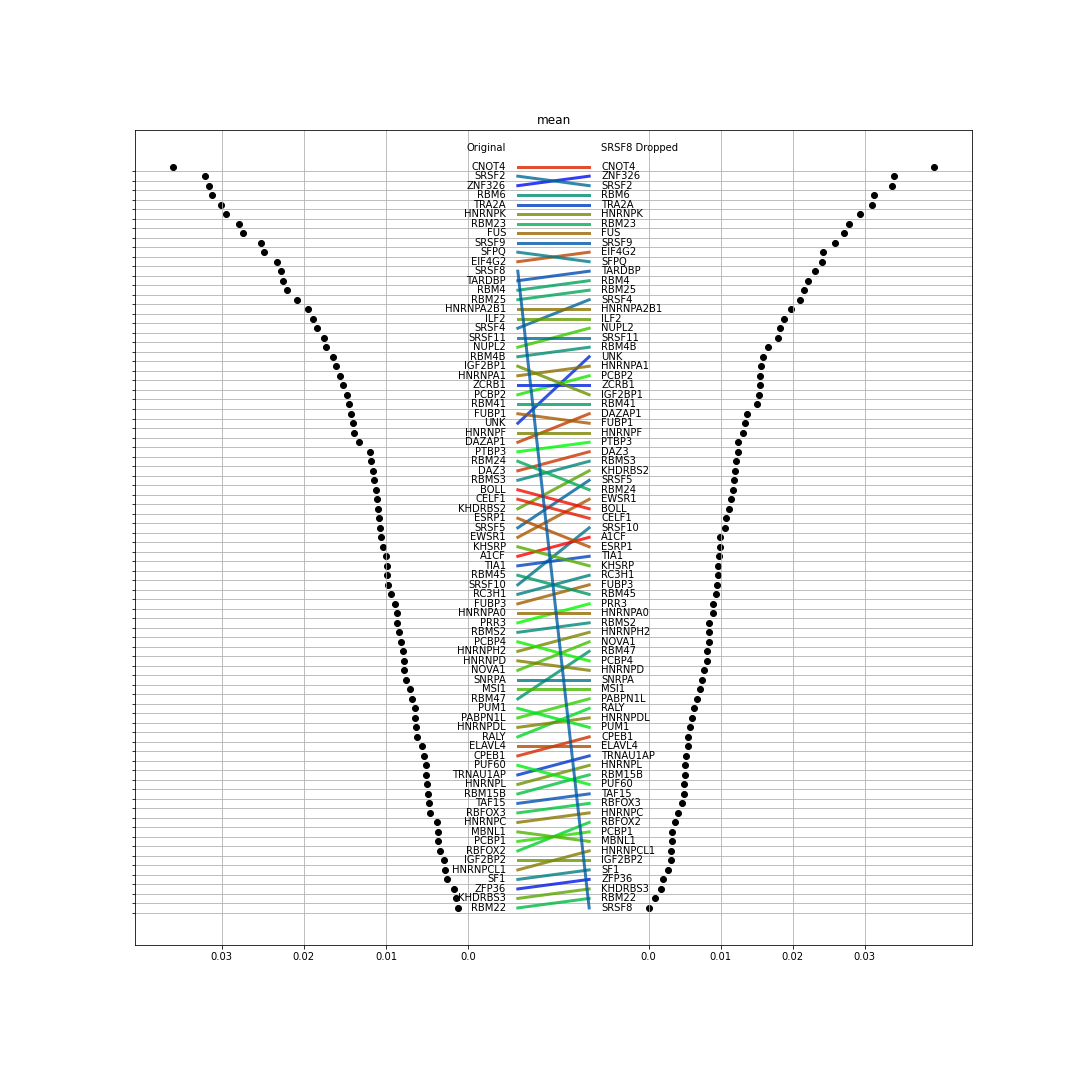 mean
Original SRSF8 Dropped
CNOT4 CNOT4
SRSF2 ZNF326
ZNF326 SRSF2
RBM6 RBM6
TRA2A TRA2A
HNRNPK HNRNPK
RBM23 RBM23
FUS FUS
SRSF9 SRSF9
SFPQ EIF4G2
EIF4G2 SFPQ
SRSF8 TARDBP
TARDBP RBM4
RBM4 RBM25
RBM25 SRSF4
HNRNPA2B1 HNRNPA2B1
ILF2 ILF2
SRSF4 NUPL2
SRSF11 SRSF11
NUPL2 RBM4B
RBM4B UNK
IGF2BP1 HNRNPA1
HNRNPA1 PCBP2
ZCRB1 ZCRB1
PCBP2 IGF2BP1
RBM41 RBM41
FUBP1 DAZAP1
UNK FUBP1
HNRNPF HNRNPF
DAZAP1 PTBP3
PTBP3 DAZ3
RBM24 RBMS3
DAZ3 KHDRBS2
RBMS3 SRSF5
BOLL RBM24
CELF1 EWSR1
KHDRBS2 BOLL
ESRP1 CELF1
SRSF5 SRSF10
EWSR1 A1CF
KHSRP ESRP1
A1CF TIA1
TIA1 KHSRP
RBM45 RC3H1
SRSF10 FUBP3
RC3H1 RBM45
FUBP3 PRR3
HNRNPA0 HNRNPA0
PRR3 RBMS2
RBMS2 HNRNPH2
PCBP4 NOVA1
HNRNPH2 RBM47
HNRNPD PCBP4
NOVA1 HNRNPD
SNRPA SNRPA
MSI1 MSI1
RBM47 PABPN1L
PUM1 RALY
PABPN1L HNRNPDL
HNRNPDL PUM1
RALY CPEB1
ELAVL4 ELAVL4
CPEB1 TRNAU1AP
PUF60 HNRNPL
TRNAU1AP RBM15B
HNRNPL PUF60
RBM15B TAF15
TAF15 RBFOX3
RBFOX3 HNRNPC
HNRNPC RBFOX2
MBNL1 PCBP1
PCBP1 MBNL1
RBFOX2 HNRNPCL1
IGF2BP2 IGF2BP2
HNRNPCL1 SF1
SF1 ZFP36
ZFP36 KHDRBS3
KHDRBS3 RBM22
RBM22 SRSF8
0.03 0.02 0.01 0.0 0.0 0.01 0.02 0.03